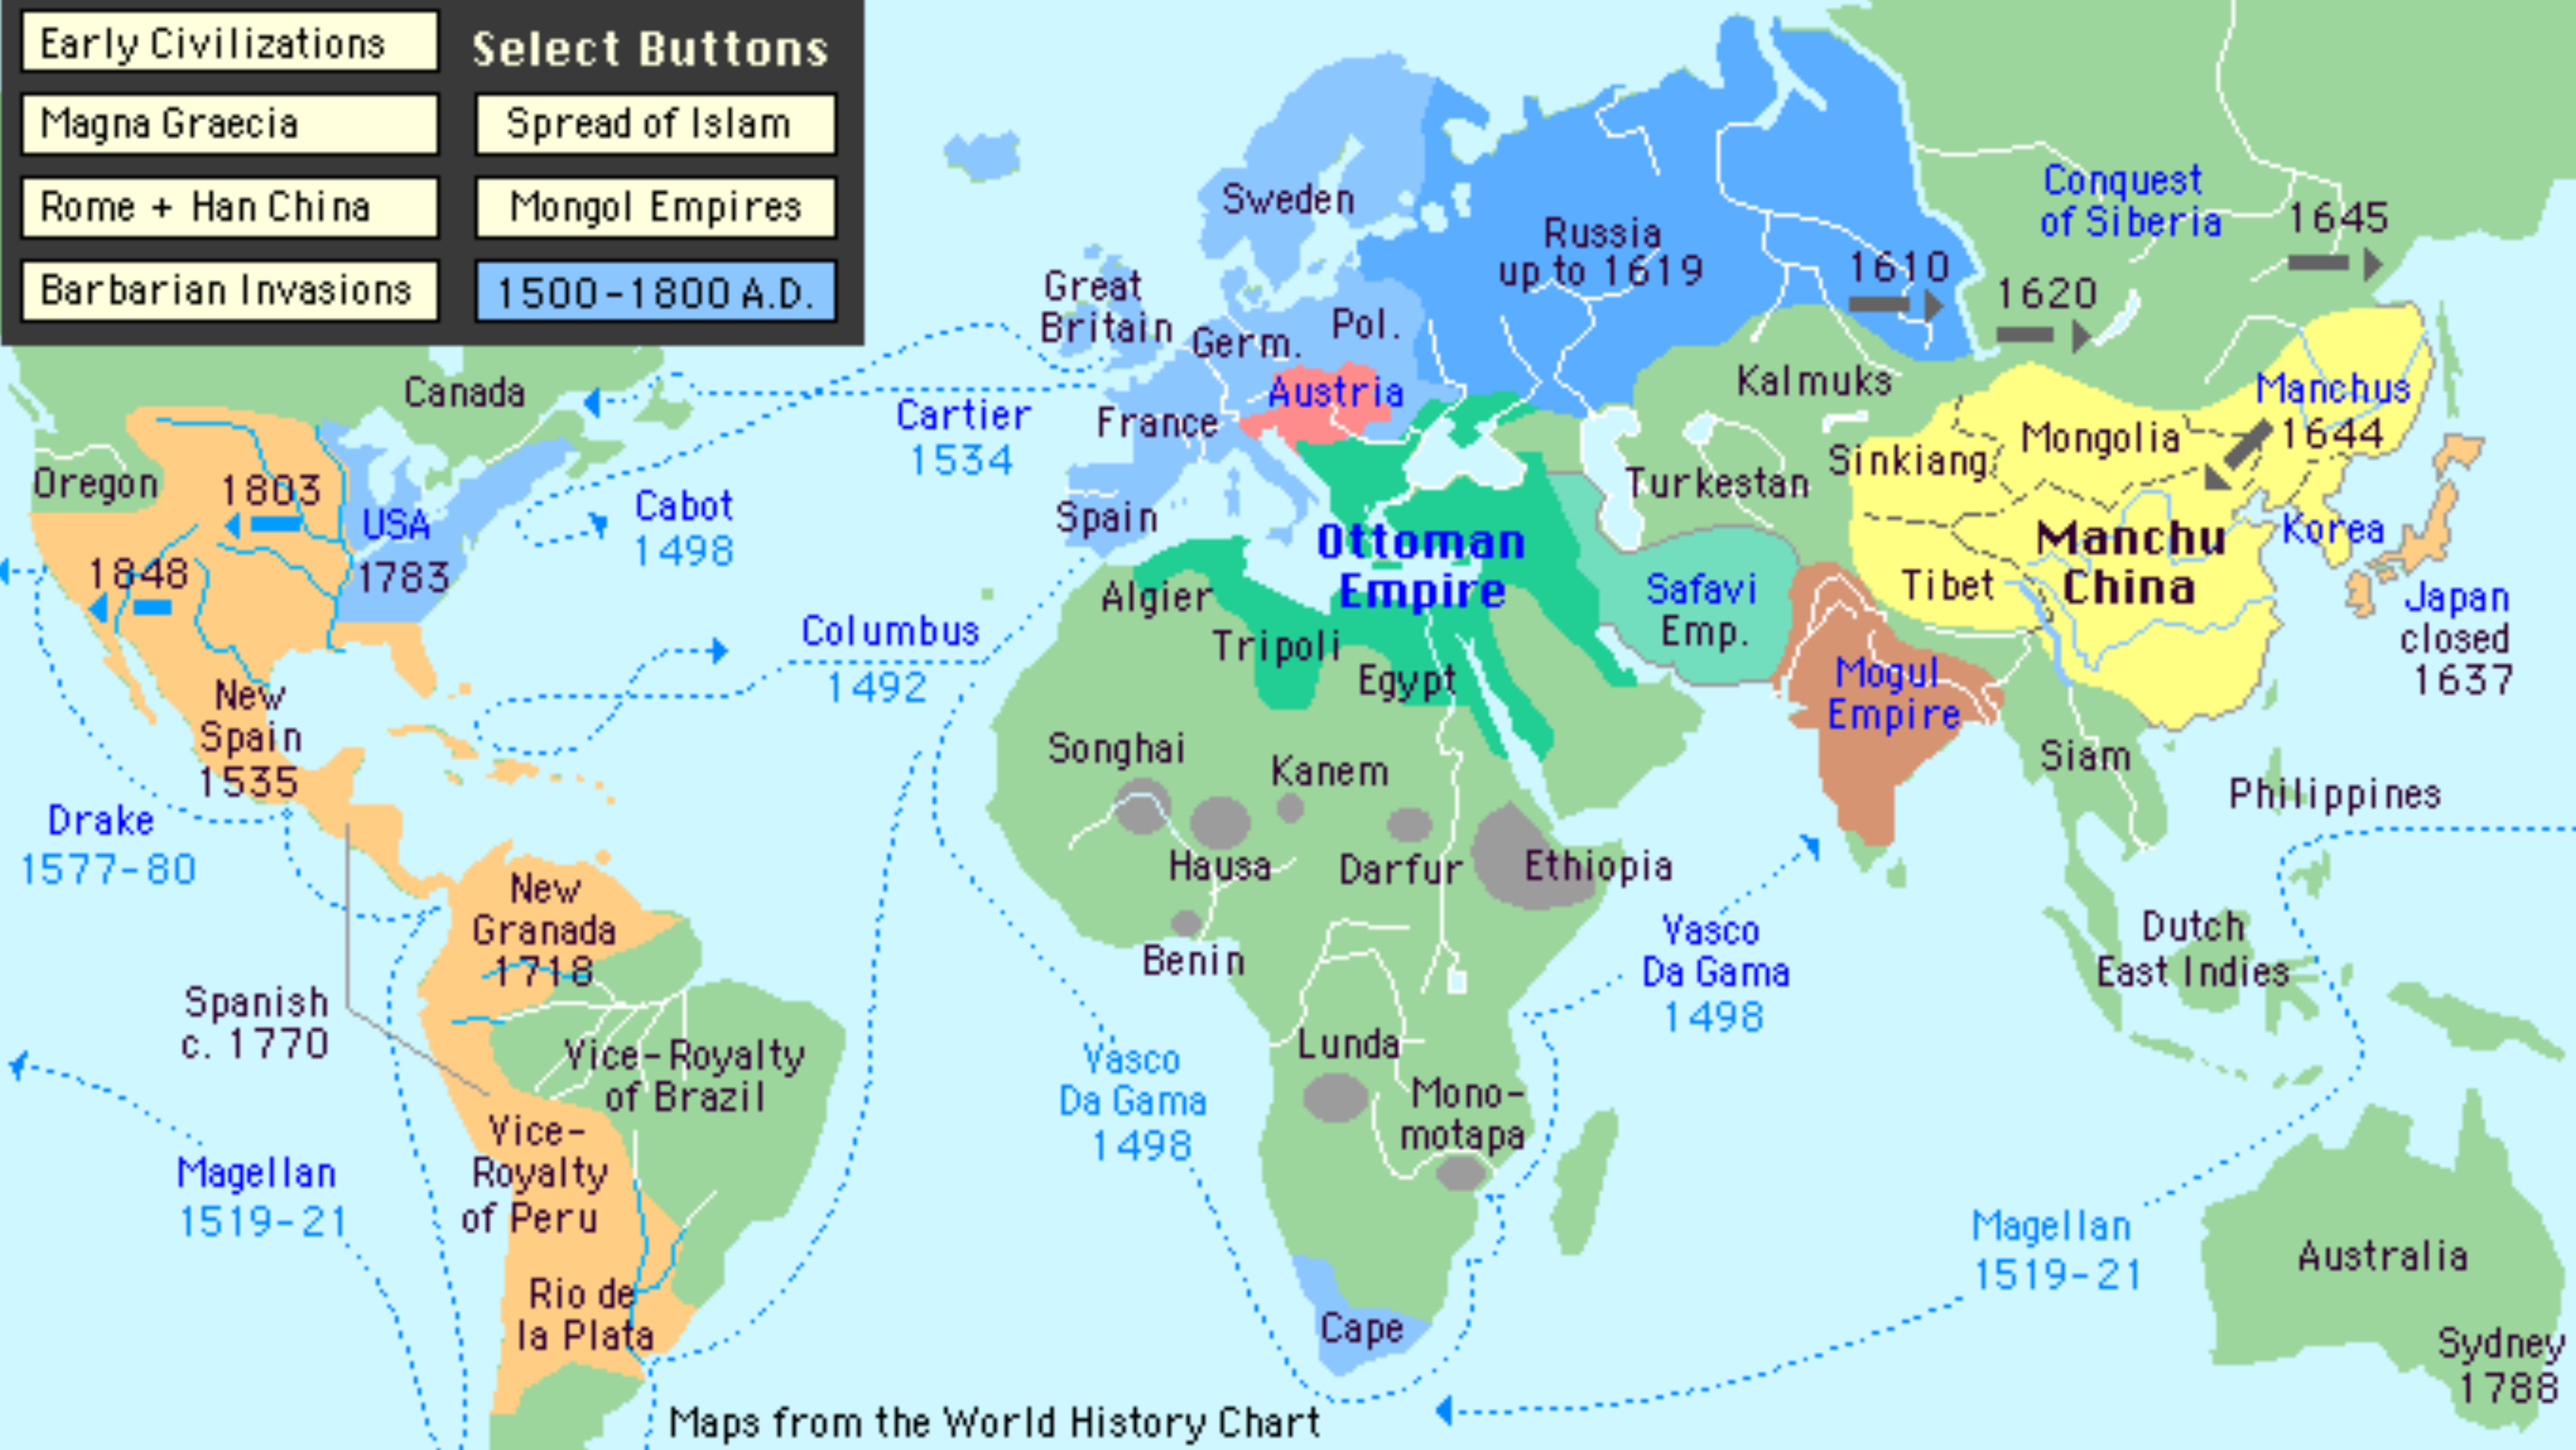 Early Civilizations
Select Buttons
Magna Graecia
Spread of Islam
Rome + Han China
Mongol Empires
Barbarian Invasions
1500-1800 A.D.
Sweden
Conquest
of Siberia
1645
Russia
up to 1619
1610
1620
Great
Britain
Germ.
Pol.
Canada
Austria
Kalmuks
Manchus
1644
Cartier
1534
France
Mongolia
Sinkiang
Oregon
1803
Turkestan
Cabot
1498
USA
1783
Spain
Ottoman
Empire
Manchu
China
Korea
1848
Algier
Safavi
Emp.
Tibet
Japan
closed
1637
Columbus
1492
Tripoli
Egypt
Mogul
Empire
New
Spain
1535
Songhai
Kanem
Siam
Philippines
Drake
1577-80
Hausa
Darfur
Ethiopia
New
Granada
1718
Benin
Vasco
Da Gama
1498
Dutch
East Indies
Spanish
c. 1770
Vice-Royalty
of Brazil
Vasco
Da Gama
1498
Lunda
Mono-
motapa
Vice-
Royalty
of Peru
Magellan
1519-21
Magellan
1519-21
Australia
Rio de
la Plata
Cape
Sydney
1788
Maps from the World History Chart